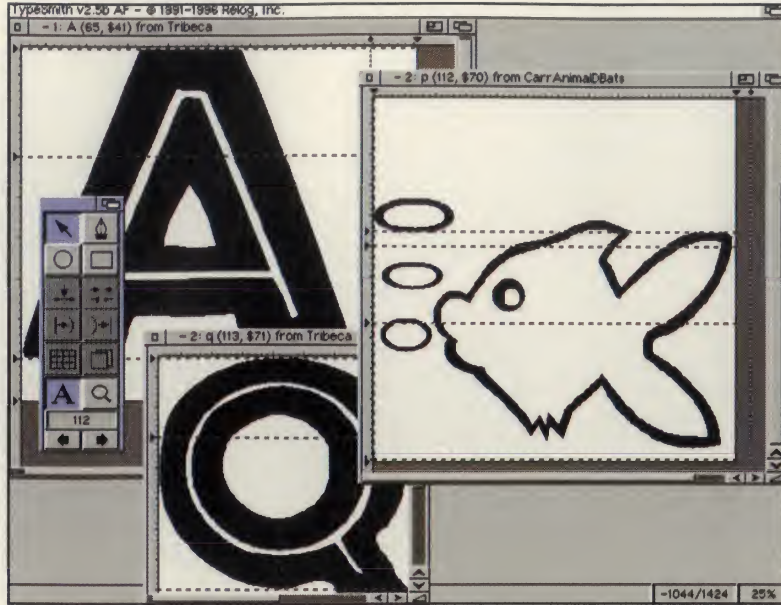 TypeSmith v2.5b AF - © 1991-1996 Relog, Inc.
- 1: A (65, $41) from Tribeca
- 2: p (112, $70) from CarrAnimalDBats
A
A
112
- 2: q (113, $71) from Tribeca
Q
-1044/1424 25%